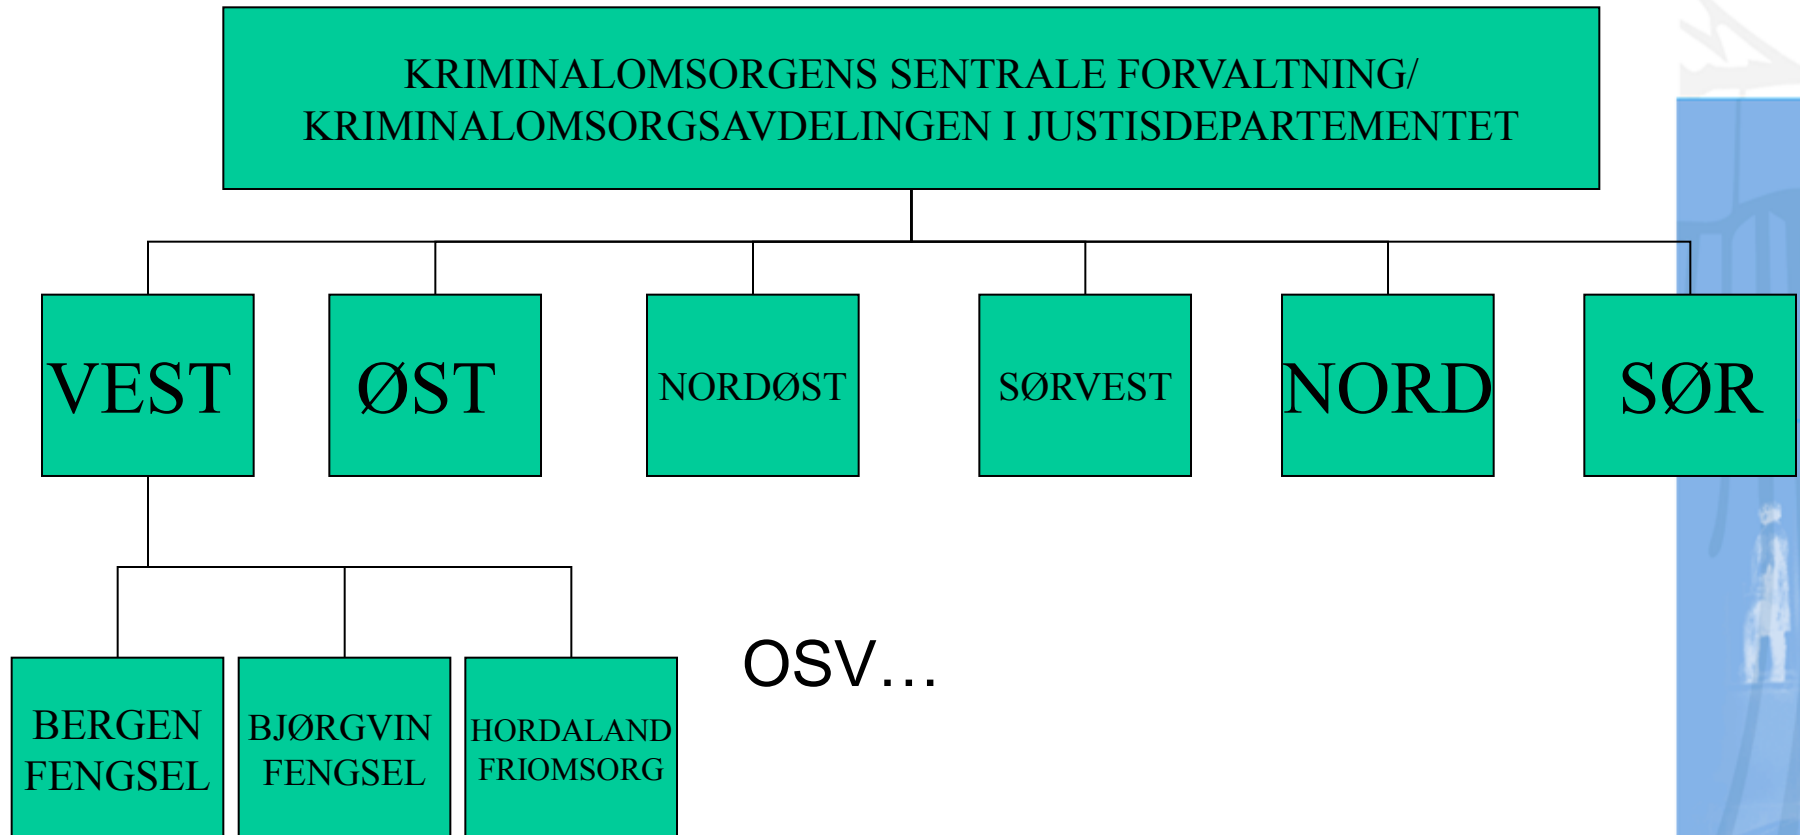 KRIMINALOMSORGENS SENTRALE FORVALTNING/
KRIMINALOMSORGSAVDELINGEN I JUSTISDEPARTEMENTET
VEST
ØST
NORDØST
SØRVEST
NORD
SØR
BERGEN
FENGSEL
BJØRGVIN
FENGSEL
HORDALAND
FRIOMSORG
OSV…